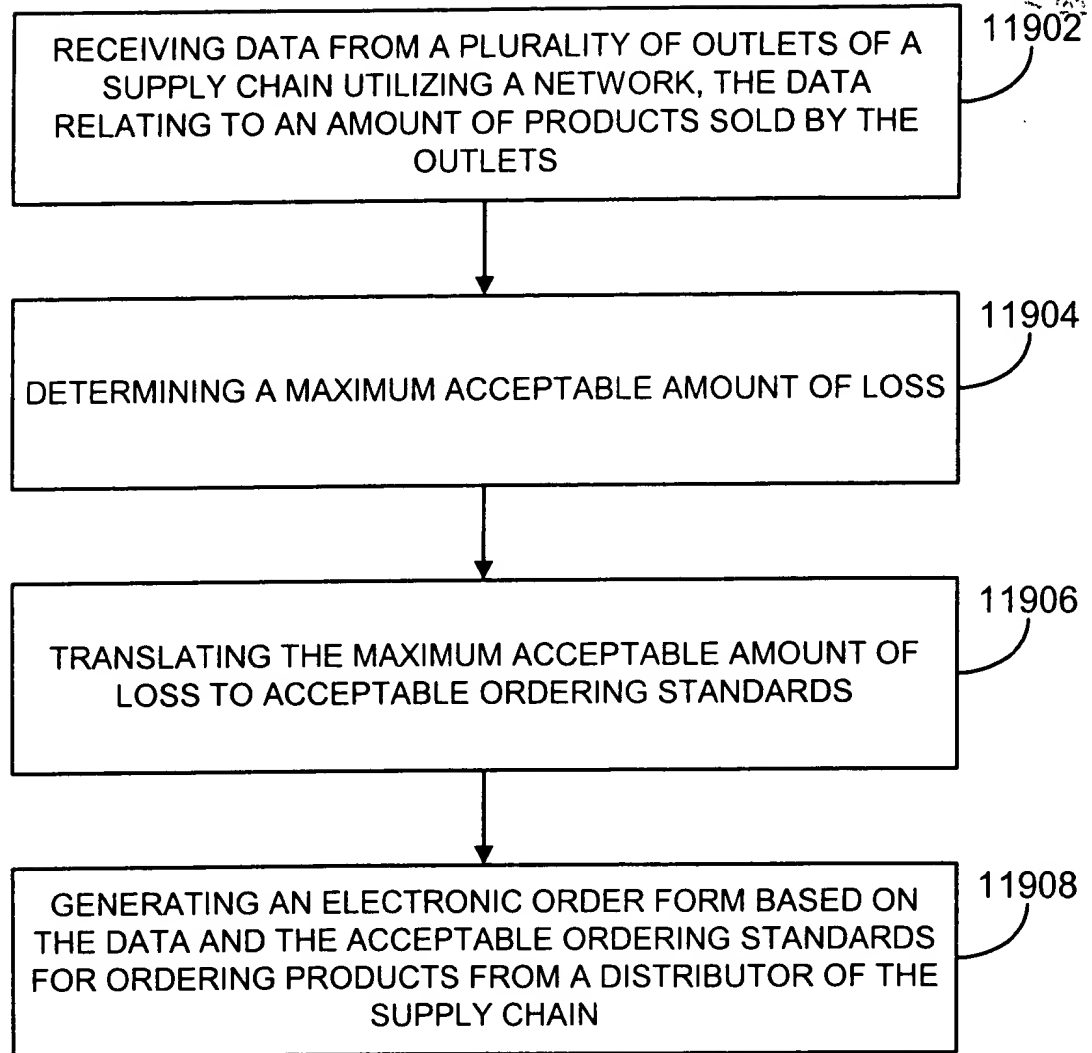 RECEIVING DATA FROM A PLURALITY OF OUTLETS OF A
SUPPLY CHAIN UTILIZING A NETWORK, THE DATA
RELATING TO AN AMOUNT OF PRODUCTS SOLD BY THE
OUTLETS
11902
DETERMINING A MAXIMUM ACCEPTABLE AMOUNT OF LOSS
11904
TRANSLATING THE MAXIMUM ACCEPTABLE AMOUNT OF
LOSS TO ACCEPTABLE ORDERING STANDARDS
11906
GENERATING AN ELECTRONIC ORDER FORM BASED ON
THE DATA AND THE ACCEPTABLE ORDERING STANDARDS
FOR ORDERING PRODUCTS FROM A DISTRIBUTOR OF THE
SUPPLY CHAIN
11908